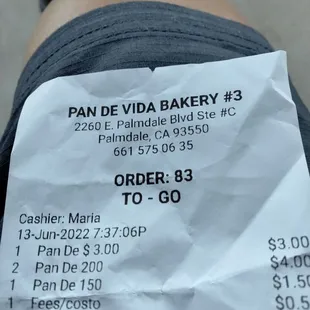 PAN DE VIDA BAKERY #3
2260 E. Palmdale Blvd Ste #C
Palmdale, CA 93550
661 575 06 35
ORDER: 83
TO - GO
Cashier: Maria
13-Jun-2022 7:37:06P
1 Pan De $ 3.00 $3.00
2 Pan De 200 $4.00
1 Pan De 150 $1.50
1 Fees/costo $0.5